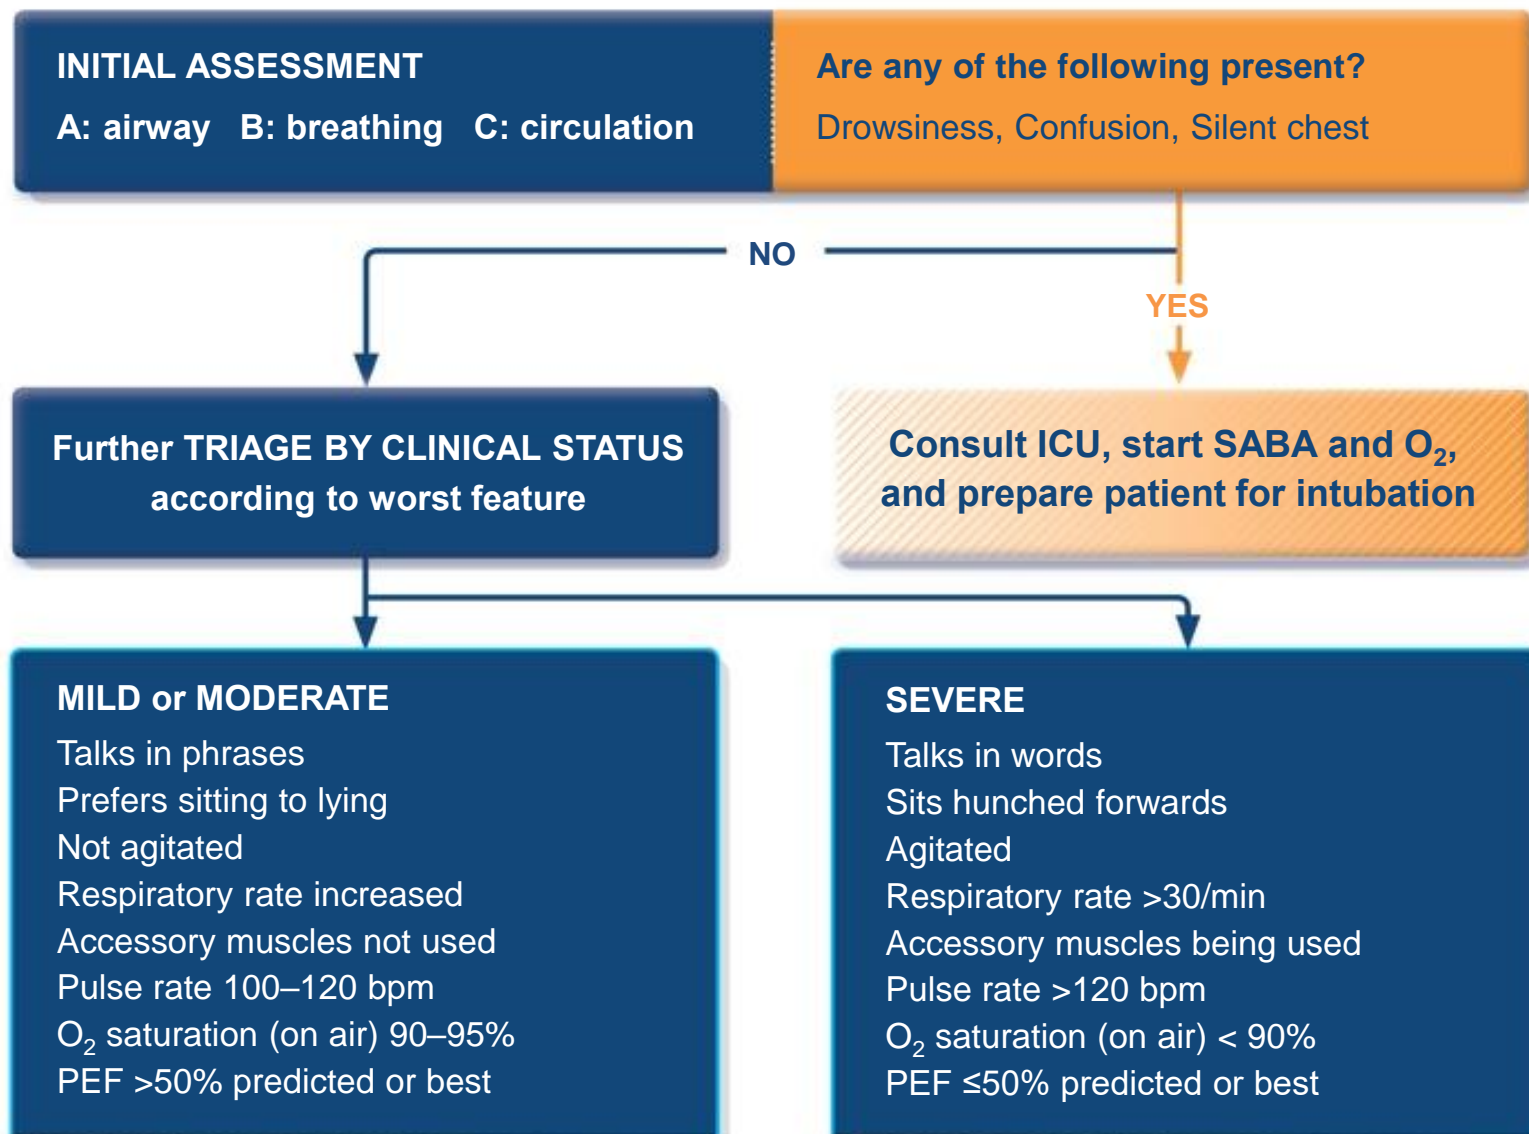 INITIAL ASSESSMENT
A: airway B: breathing C: circulation
Are any of the following present?
Drowsiness, Confusion, Silent chest
NO
YES
Further TRIAGE BY CLINICAL STATUS
according to worst feature
Consult ICU, start SABA and O₂,
and prepare patient for intubation
MILD or MODERATE
Talks in phrases
Prefers sitting to lying
Not agitated
Respiratory rate increased
Accessory muscles not used
Pulse rate 100–120 bpm
O₂ saturation (on air) 90–95%
PEF >50% predicted or best
SEVERE
Talks in words
Sits hunched forwards
Agitated
Respiratory rate >30/min
Accessory muscles being used
Pulse rate >120 bpm
O₂ saturation (on air) < 90%
PEF ≤50% predicted or best